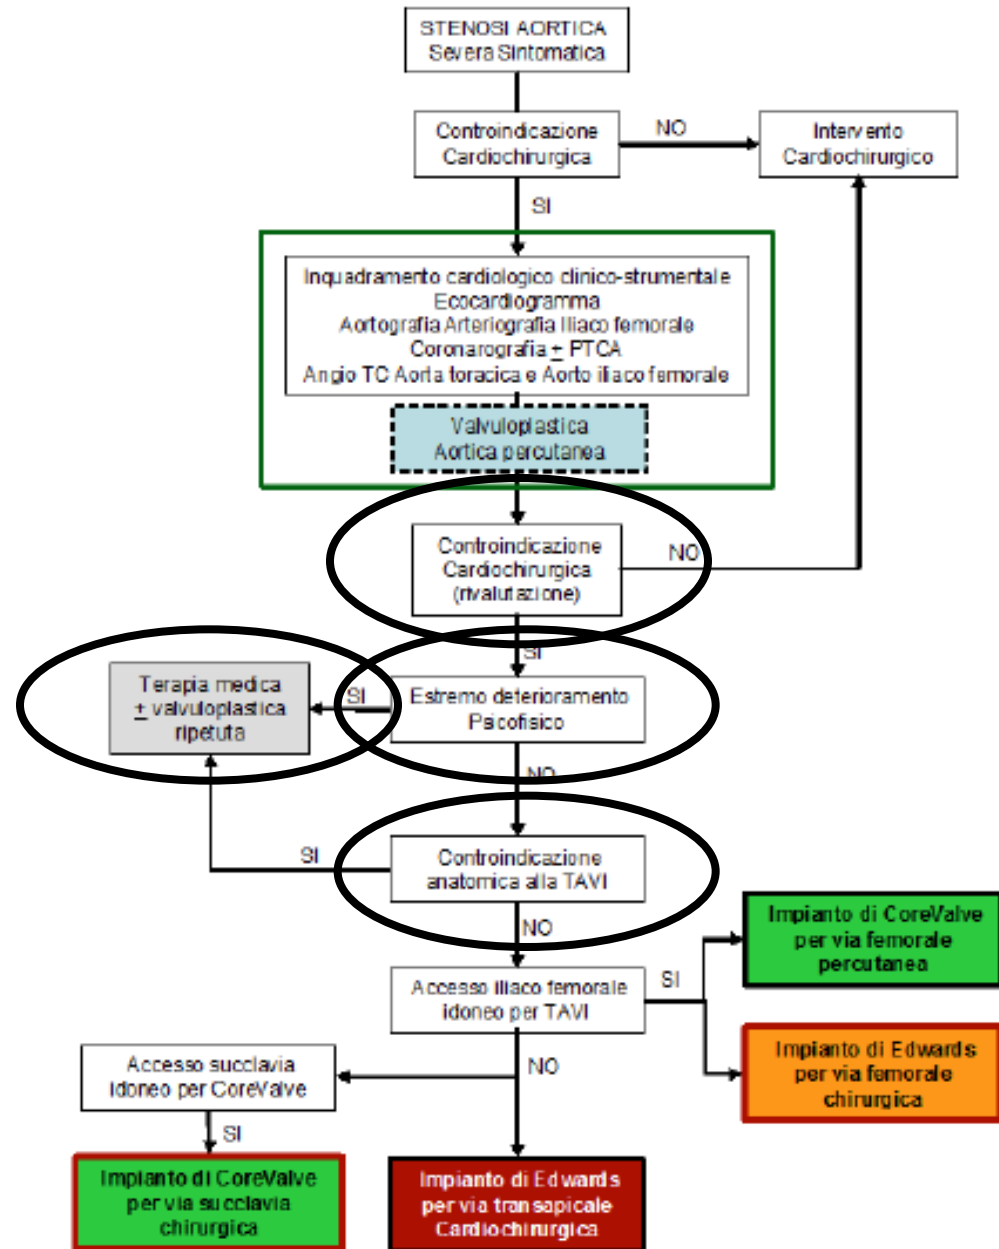 STENOSI AORTICA
Severa Sintomatica
Controindicazione
Cardiochirurgica
NO
Intervento
Cardiochirurgico
SI
Inquadramento cardiologico clinico-strumentale
Ecocardiogramma
Aortografia Arteriografia Iliaco femorale
Coronarografia ± PTCA
Angio TC Aorta toracica e Aorto iliaco femorale
Valvuloplastica
Aortica percutanea
Controindicazione
Cardiochirurgica
(rivalutazione)
NO
SI
Terapia medica
± valvuloplastica
ripetuta
SI
Estremo deterioramento
Psicofisico
NO
SI
Controindicazione
anatomica alla TAVI
NO
Impianto di CoreValve
per via femorale
percutanea
Accesso iliaco femorale
idoneo per TAVI
SI
Impianto di Edwards
per via femorale
chirurgica
Accesso succlavia
idoneo per CoreValve
NO
SI
Impianto di CoreValve
per via succlavia
chirurgica
Impianto di Edwards
per via transapicale
Cardiochirurgica